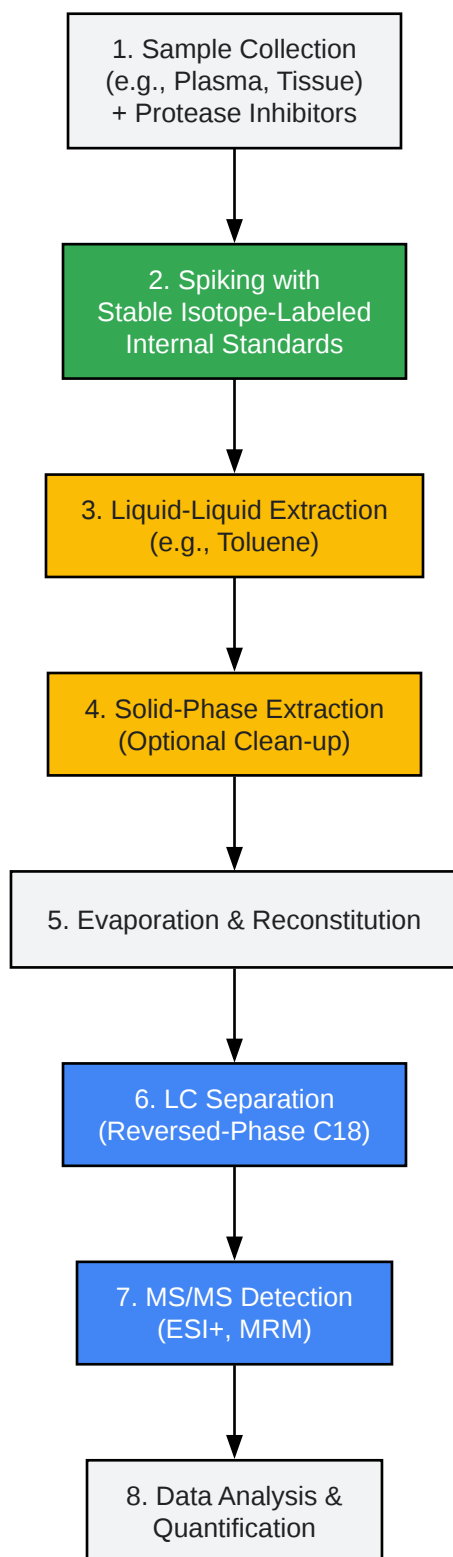 1. Sample Collection
(e.g., Plasma, Tissue)
+ Protease Inhibitors
2. Spiking with
Stable Isotope-Labeled
Internal Standards
3. Liquid-Liquid Extraction
(e.g., Toluene)
4. Solid-Phase Extraction
(Optional Clean-up)
5. Evaporation & Reconstitution
6. LC Separation
(Reversed-Phase C18)
7. MS/MS Detection
(ESI+, MRM)
8. Data Analysis &
Quantification